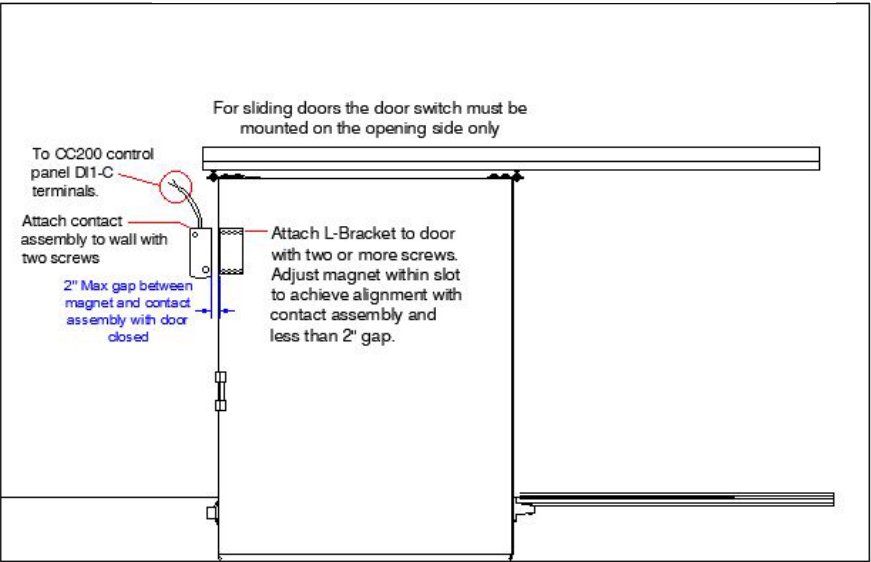 For sliding doors the door switch must be
mounted on the opening side only
To CC200 control
panel DI1-C
terminals.
Attach contact
assembly to wall with
two screws
2" Max gap between
magnet and contact
assembly with door
closed
Attach L-Bracket to door
with two or more screws.
Adjust magnet within slot
to achieve alignment with
contact assembly and
less than 2" gap.